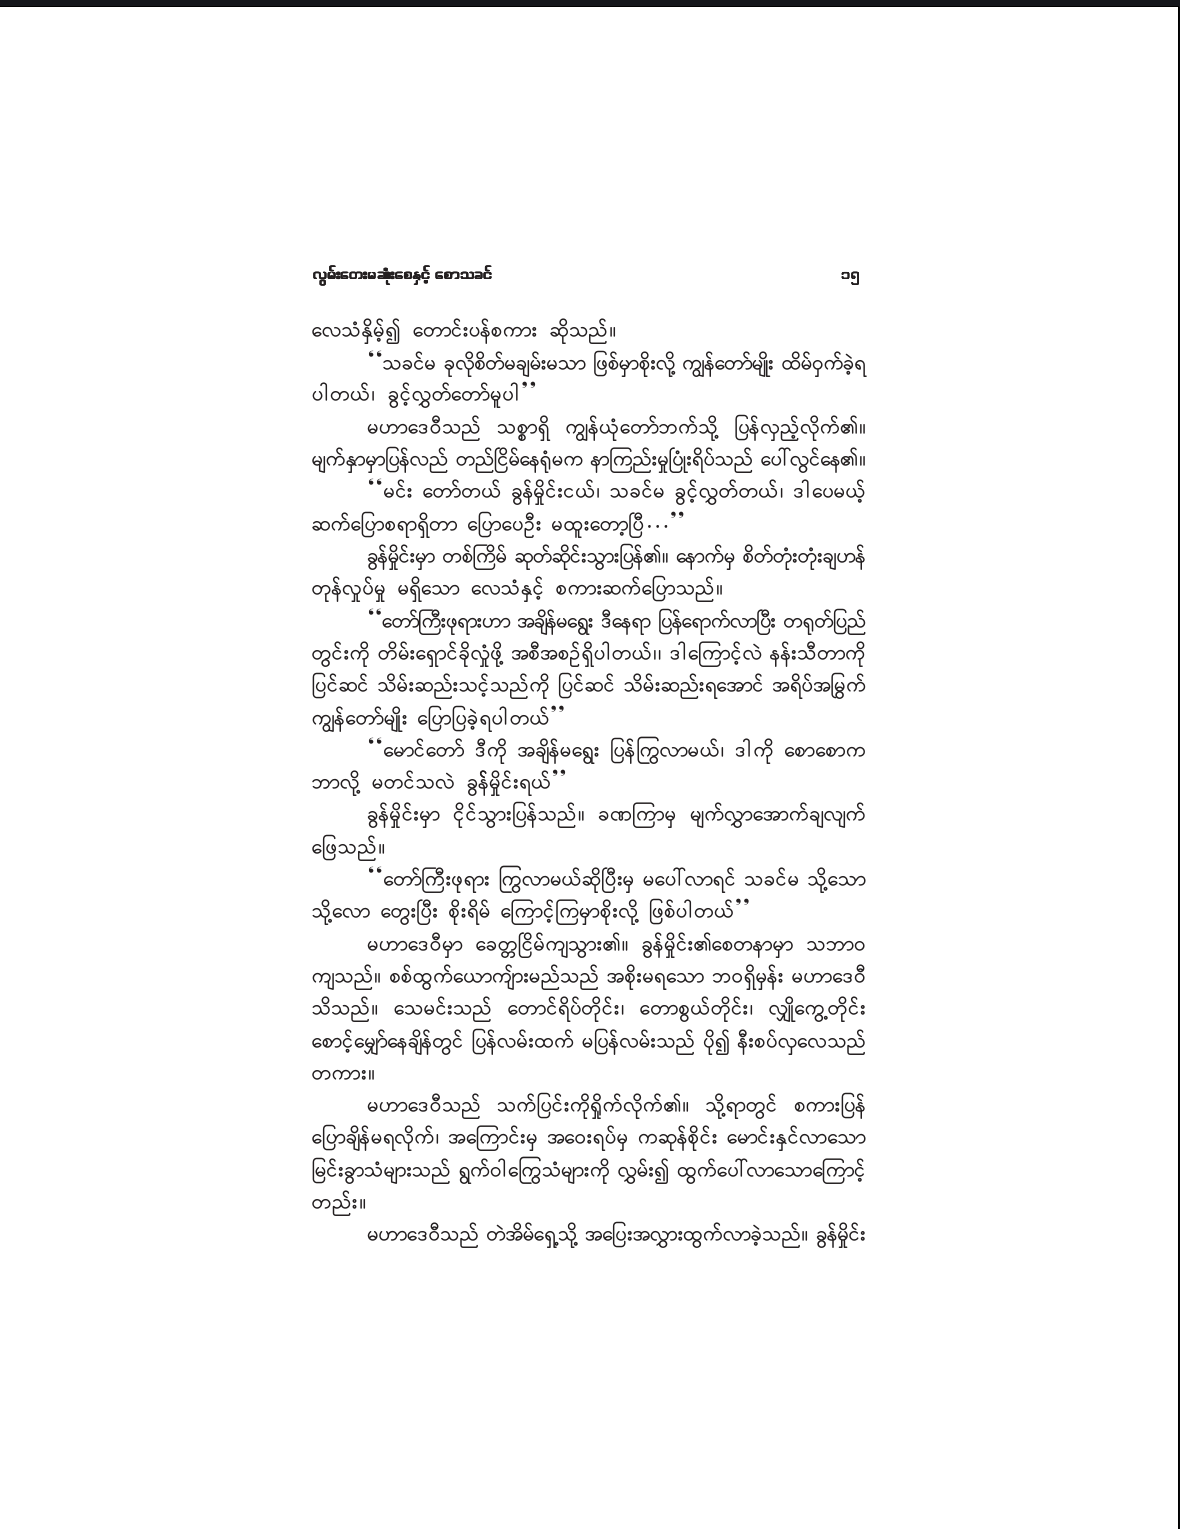 လွမ်းတေးမဆုံးစေနှင့် စောသခင် ၁၅
လေသံနှိမ့်၍ တောင်းပန်စကား ဆိုသည်။
“သခင်မ ခုလိုစိတ်မချမ်းမသာ ဖြစ်မှာစိုးလို့ ကျွန်တော်မျိုး ထိမ်ဝှက်ခဲ့ရ
ပါတယ်၊ ခွင့်လွှတ်တော်မူပါ”
မဟာဒေဝီသည် သစ္စာရှိ ကျွန်ယုံတော်ဘက်သို့ ပြန်လှည့်လိုက်၏။
မျက်နှာမှာပြန်လည် တည်ငြိမ်နေရုံမက နာကြည်းမှုပြုံးရိပ်သည် ပေါ်လွင်နေ၏။
“မင်း တော်တယ် ခွန်မှိုင်းငယ်၊ သခင်မ ခွင့်လွှတ်တယ်၊ ဒါပေမယ့်
ဆက်ပြောစရာရှိတာ ပြောပေဦး မထူးတော့ပြီ...”
ခွန်မှိုင်းမှာ တစ်ကြိမ် ဆုတ်ဆိုင်းသွားပြန်၏။ နောက်မှ စိတ်တုံးတုံးချဟန်
တုန်လှုပ်မှု မရှိသော လေသံနှင့် စကားဆက်ပြောသည်။
“တော်ကြီးဖုရားဟာ အချိန်မရွေး ဒီနေရာ ပြန်ရောက်လာပြီး တရုတ်ပြည်
တွင်းကို တိမ်းရှောင်ခိုလှုံဖို့ အစီအစဉ်ရှိပါတယ်၊၊ ဒါကြောင့်လဲ နန်းသီတာကို
ပြင်ဆင် သိမ်းဆည်းသင့်သည်ကို ပြင်ဆင် သိမ်းဆည်းရအောင် အရိပ်အမြွက်
ကျွန်တော်မျိုး ပြောပြခဲ့ရပါတယ်”
“မောင်တော် ဒီကို အချိန်မရွေး ပြန်ကြွလာမယ်၊ ဒါကို စောစောက
ဘာလို့ မတင်သလဲ ခွန်မှိုင်းရယ်”
ခွန်မှိုင်းမှာ ငိုင်သွားပြန်သည်။ ခဏကြာမှ မျက်လွှာအောက်ချလျက်
ဖြေသည်။
“တော်ကြီးဖုရား ကြွလာမယ်ဆိုပြီးမှ မပေါ်လာရင် သခင်မ သို့သော
သို့လော တွေးပြီး စိုးရိမ် ကြောင့်ကြမှာစိုးလို့ ဖြစ်ပါတယ်”
မဟာဒေဝီမှာ ခေတ္တငြိမ်ကျသွား၏။ ခွန်မှိုင်း၏စေတနာမှာ သဘာဝ
ကျသည်။ စစ်ထွက်ယောကျ်ားမည်သည် အစိုးမရသော ဘဝရှိမှန်း မဟာဒေဝီ
သိသည်။ သေမင်းသည် တောင်ရိပ်တိုင်း၊ တောစွယ်တိုင်း၊ လျှိုကွေ့တိုင်း
စောင့်မျှော်နေချိန်တွင် ပြန်လမ်းထက် မပြန်လမ်းသည် ပို၍ နီးစပ်လှလေသည်
တကား။
မဟာဒေဝီသည် သက်ပြင်းကိုရှိုက်လိုက်၏။ သို့ရာတွင် စကားပြန်
ပြောချိန်မရလိုက်၊ အကြောင်းမှ အဝေးရပ်မှ ကဆုန်စိုင်း မောင်းနှင်လာသော
မြင်းခွာသံများသည် ရွက်ဝါကြွေသံများကို လွှမ်း၍ ထွက်ပေါ်လာသောကြောင့်
တည်း။
မဟာဒေဝီသည် တဲအိမ်ရှေ့သို့ အပြေးအလွှားထွက်လာခဲ့သည်။ ခွန်မှိုင်း